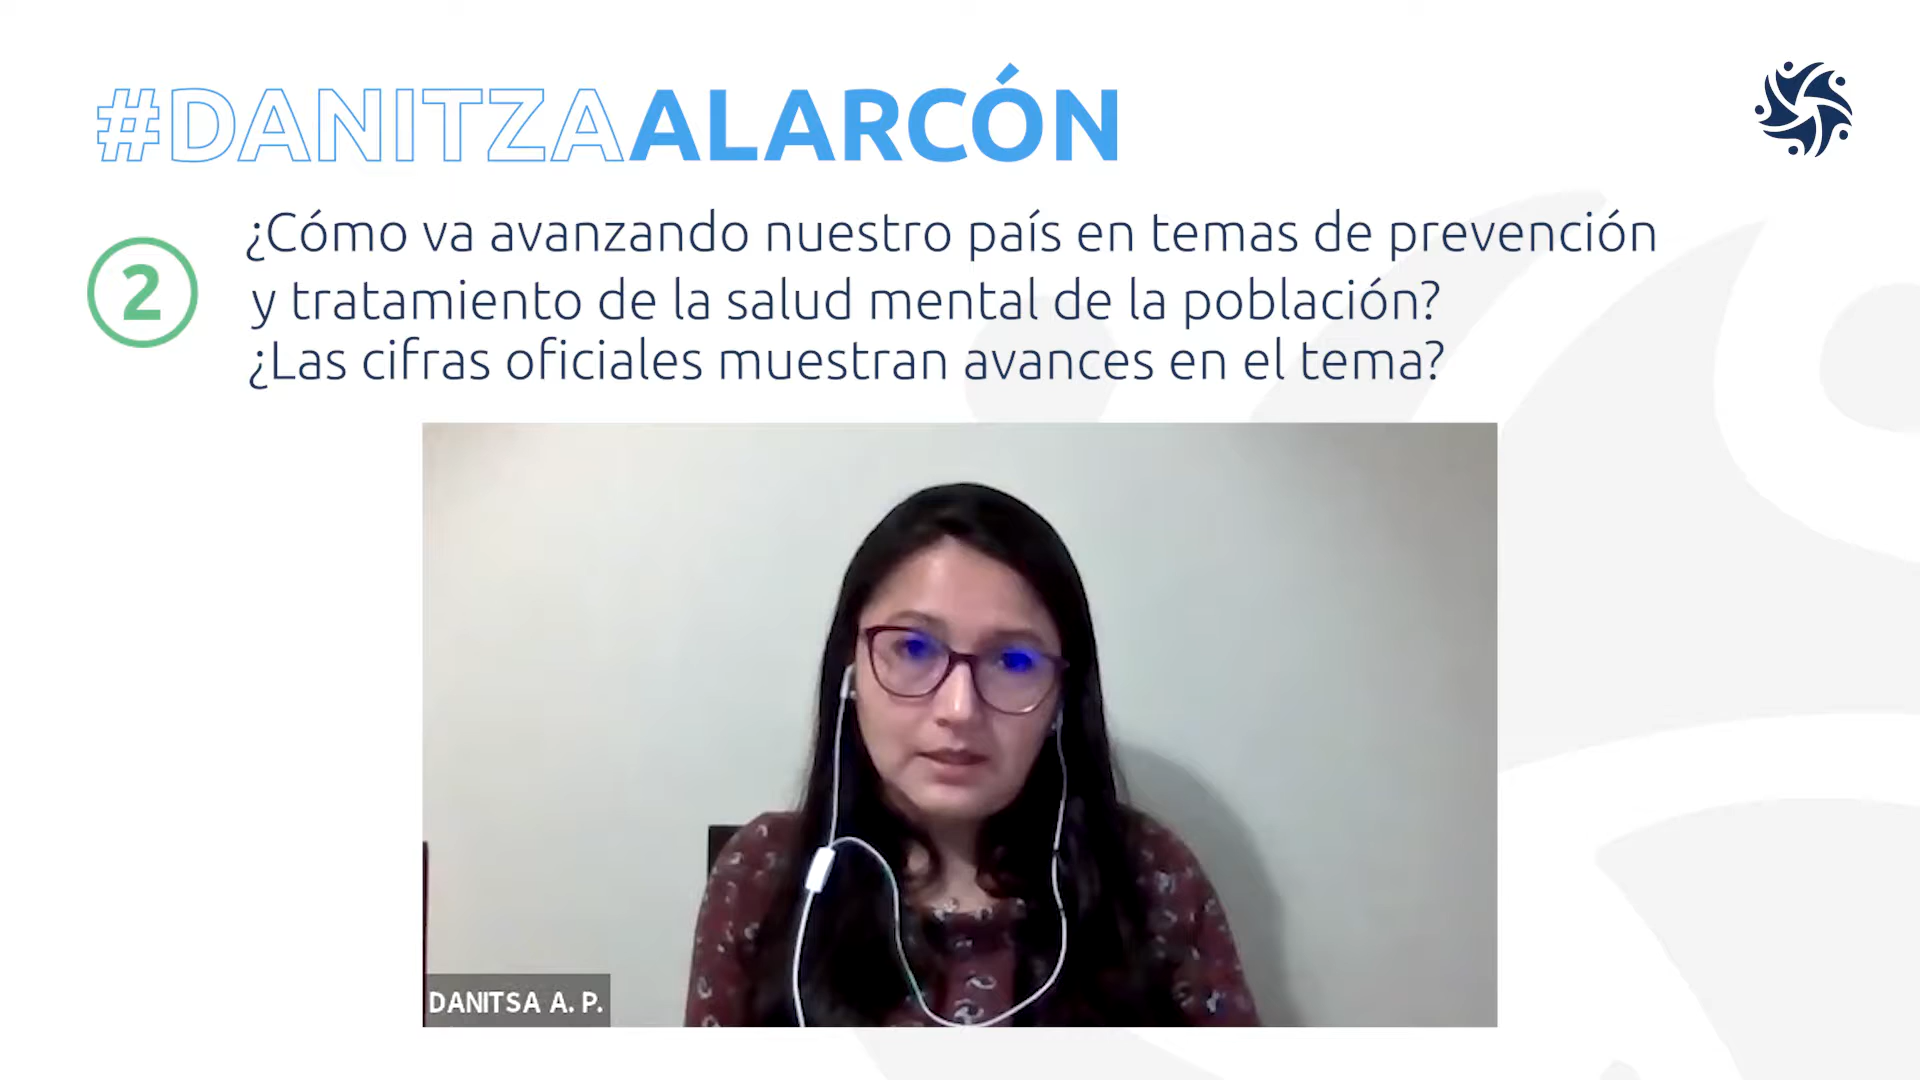 #DANITZAALARCÓN
2
¿Cómo va avanzando nuestro país en temas de prevención
y tratamiento de la salud mental de la población?
¿Las cifras oficiales muestran avances en el tema?
DANITSA A. P.